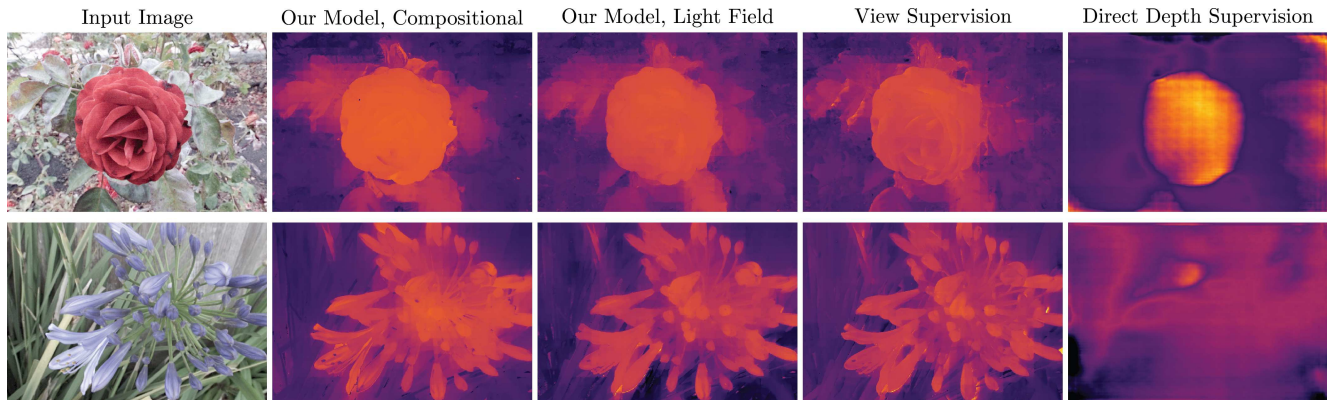 Input Image
Our Model, Compositional
Our Model, Light Field
View Supervision
Direct Depth Supervision